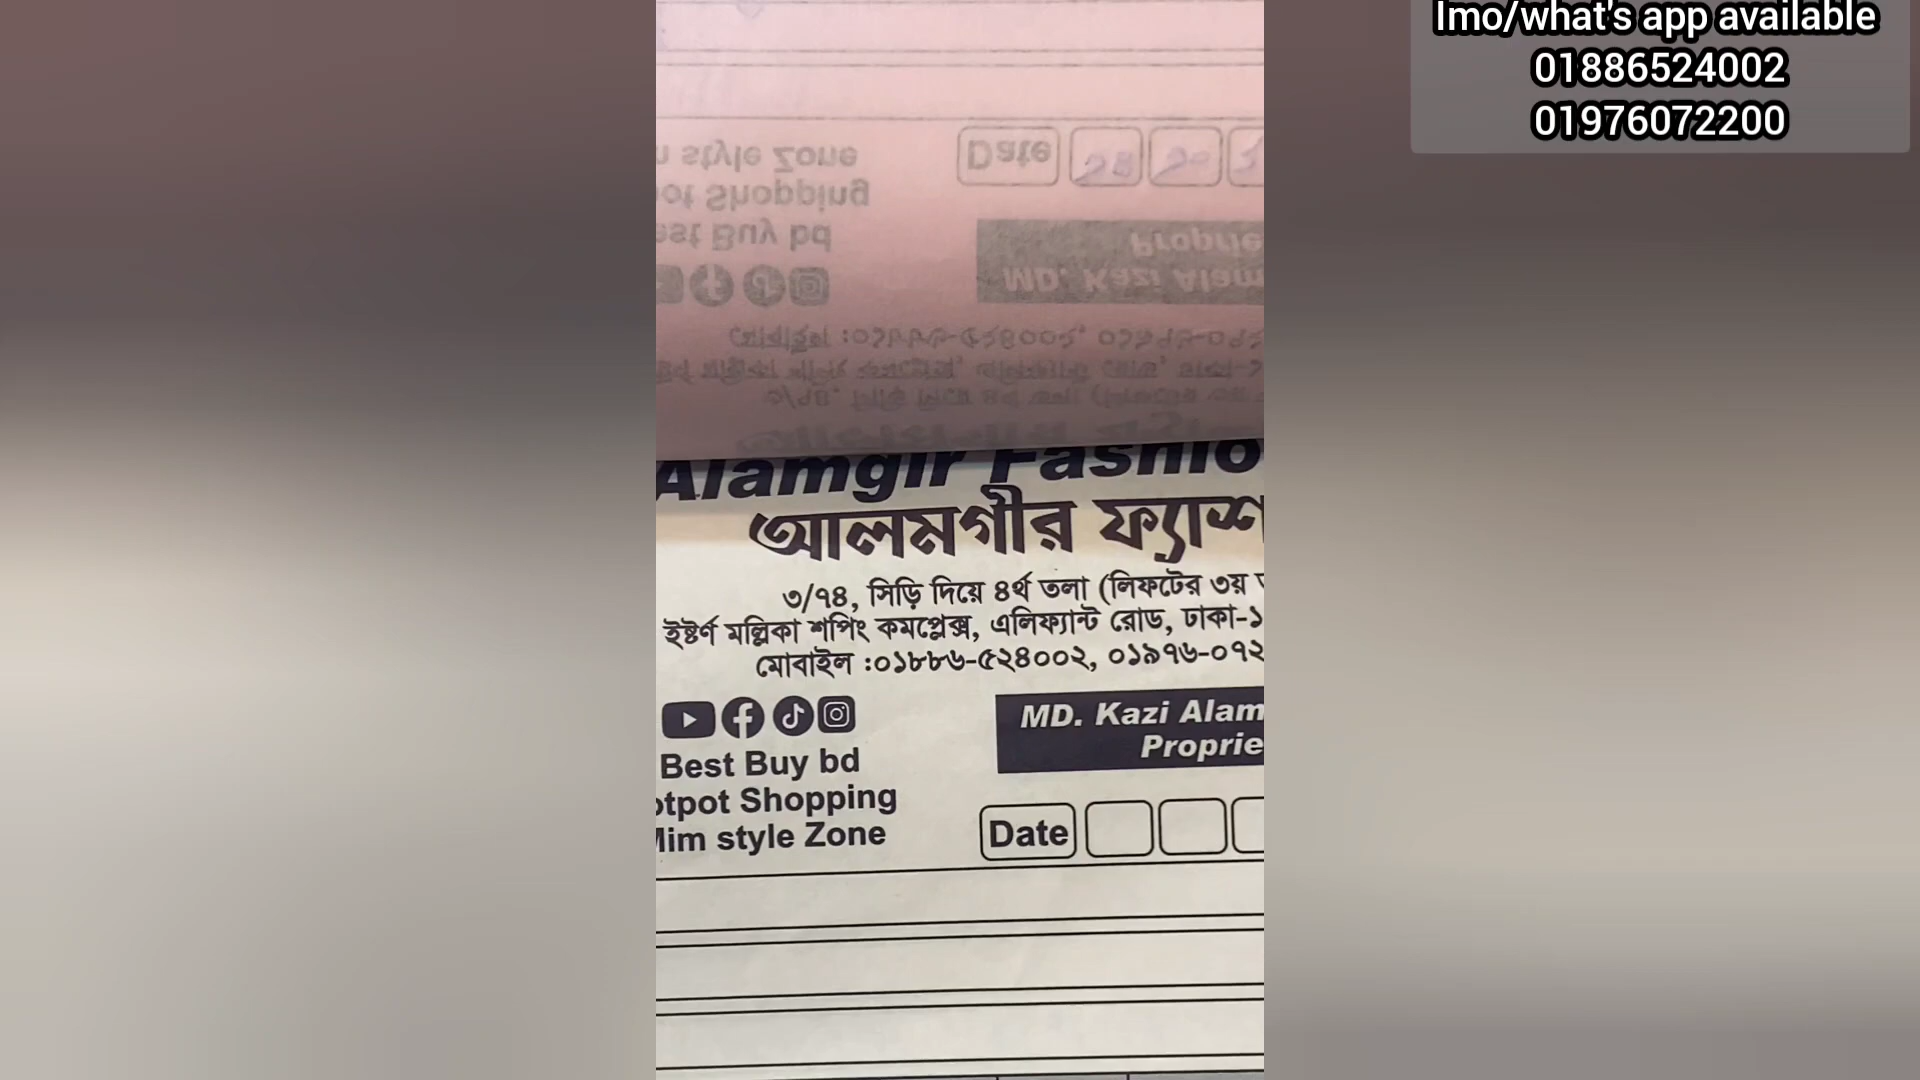 Imo/what's app available
01886524002
01976072200
Alamgir Fashio
আলমগীর ফ্যাশ
৩/৭৪, সিড়ি দিয়ে ৪র্থ তলা (লিফটের ৩য়
ইষ্টর্ণ মল্লিকা শপিং কমপ্লেক্স, এলিফ্যান্ট রোড, ঢাকা-১
মোবাইল :০১৮৮৬-৫২৪০০২, ০১৯৭৬-০৭২
MD. Kazi Alam
Proprie
Best Buy bd
otpot Shopping
Mim style Zone
Date